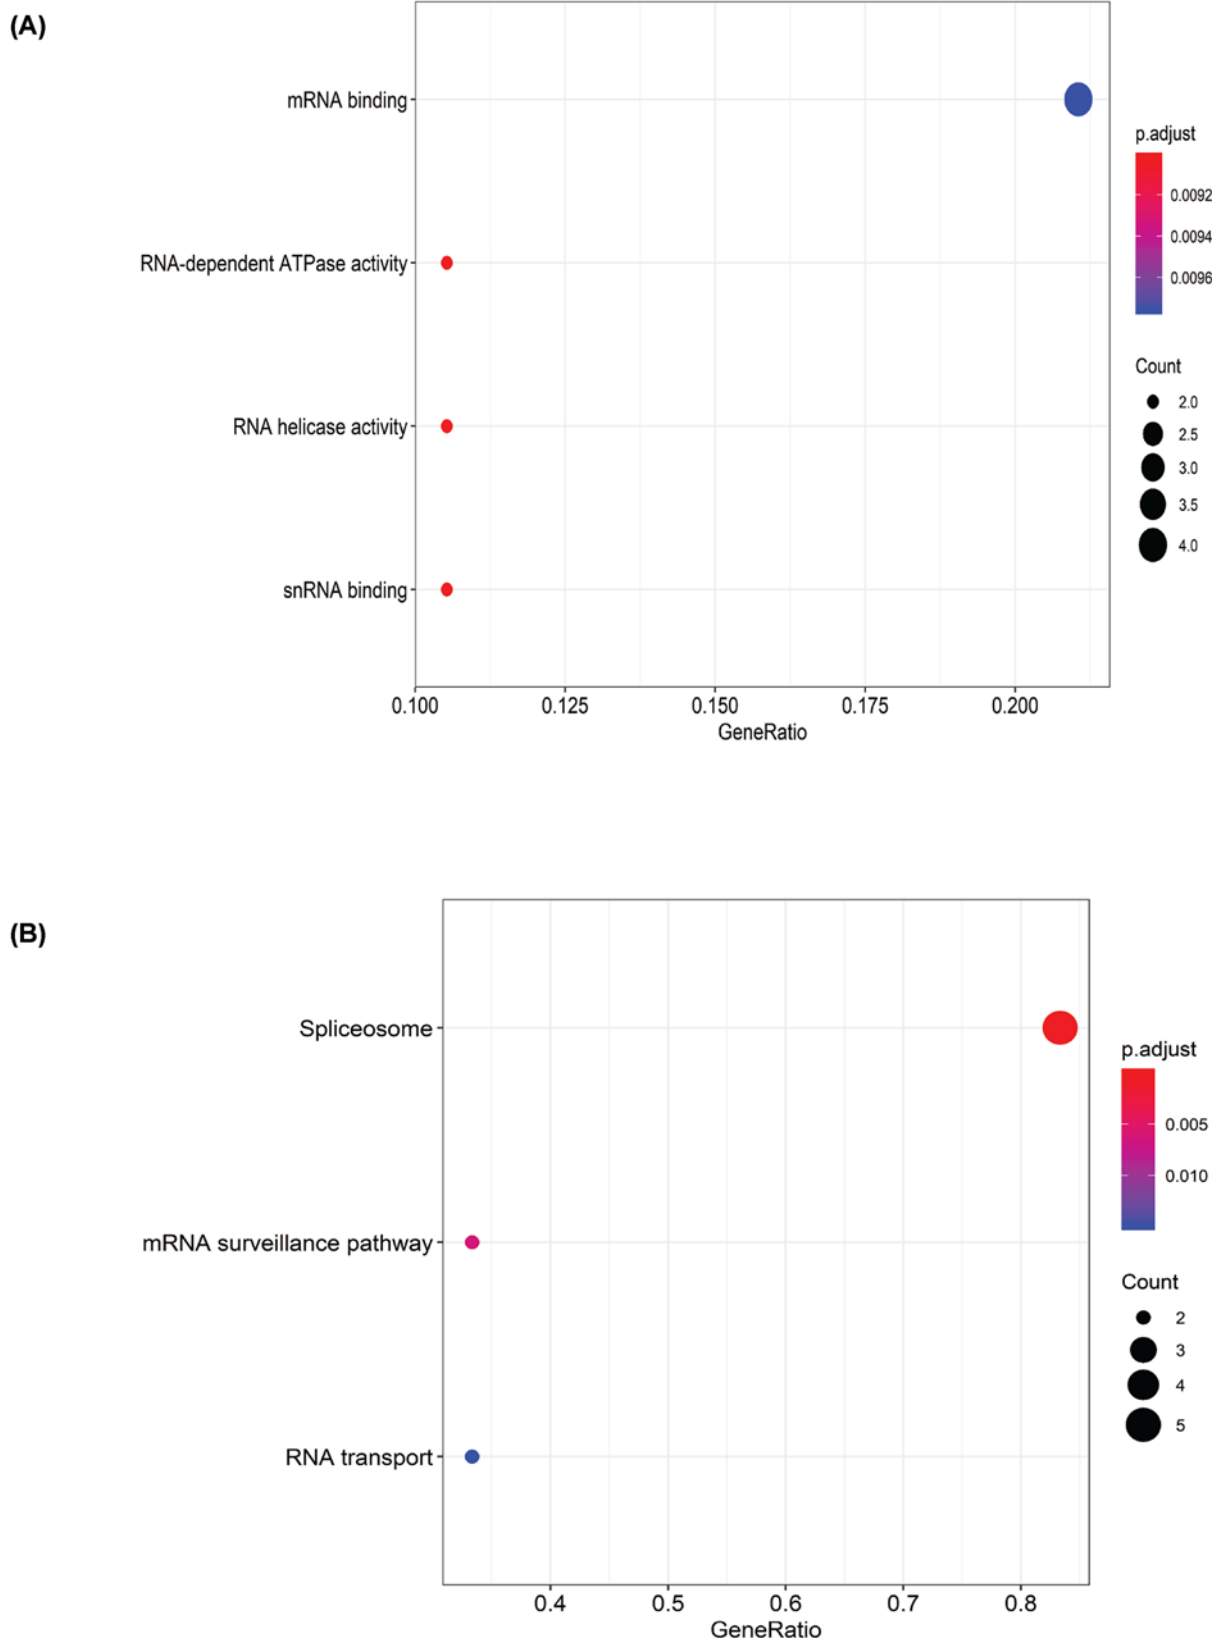 (A)
mRNA binding
RNA-dependent ATPase activity
RNA helicase activity
snRNA binding
0.100 0.125 0.150 0.175 0.200
GeneRatio
p.adjust
0.0092
0.0094
0.0096
Count
2.0
2.5
3.0
3.5
4.0
(B)
Spliceosome
mRNA surveillance pathway
RNA transport
0.4 0.5 0.6 0.7 0.8
GeneRatio
p.adjust
0.005
0.010
Count
2
3
4
5